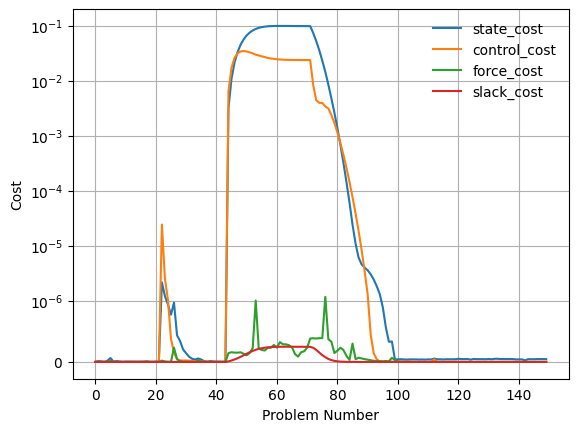 state_cost
control_cost
force_cost
slack_cost
10⁻¹
10⁻²
10⁻³
10⁻⁴
10⁻⁵
10⁻⁶
0
Cost
0 20 40 60 80 100 120 140
Problem Number